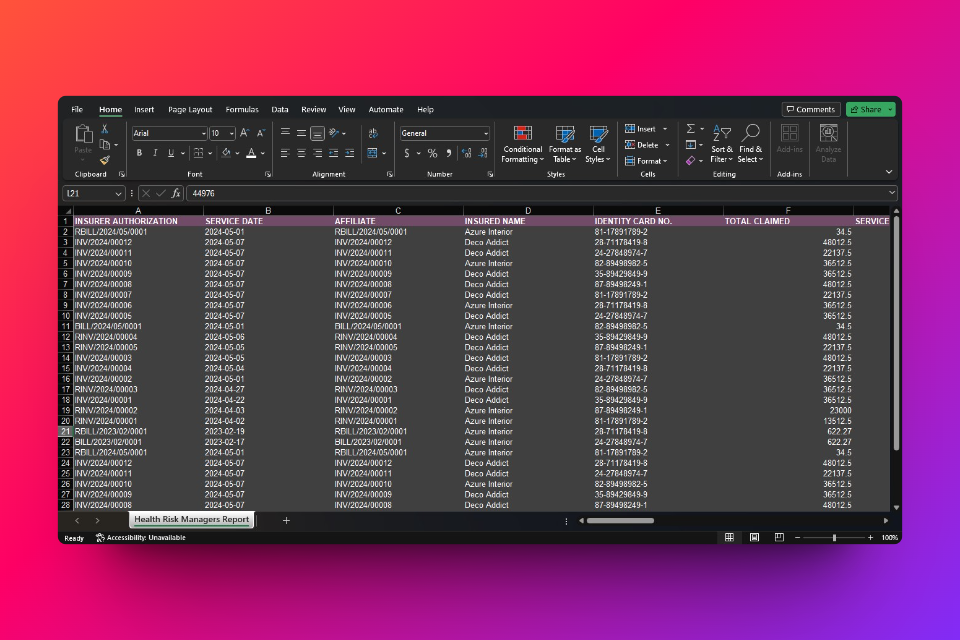 File Home Insert Page Layout Formulas Data Review View Automate Help Comments Share
Paste Arial 10 A A General Conditional Formatting Format as Table Cell Styles Insert Delete Format Sort & Filter Find & Select Add-ins Analyze Data
B I U A $ % 9
Clipboard Font Alignment Number Styles Cells Editing Add-ins
L21 fx 44976
A B C D E F
1 INSURER AUTHORIZATION SERVICE DATE AFFILIATE INSURED NAME IDENTITY CARD NO. TOTAL CLAIMED SERVICE
2 RBILL/2024/05/0001 2024-05-01 RBILL/2024/05/0001 Azure Interior 81-17891789-2 34.5
3 INV/2024/00012 2024-05-07 INV/2024/00012 Deco Addict 28-71178419-8 48012.5
4 INV/2024/00011 2024-05-07 INV/2024/00011 Deco Addict 24-27848974-7 22137.5
5 INV/2024/00010 2024-05-07 INV/2024/00010 Azure Interior 82-89498982-5 36512.5
6 INV/2024/00009 2024-05-07 INV/2024/00009 Deco Addict 35-89429849-9 36512.5
7 INV/2024/00008 2024-05-07 INV/2024/00008 Deco Addict 87-89498249-1 48012.5
8 INV/2024/00007 2024-05-07 INV/2024/00007 Deco Addict 81-17891789-2 22137.5
9 INV/2024/00006 2024-05-07 INV/2024/00006 Azure Interior 28-71178419-8 36512.5
10 INV/2024/00005 2024-05-07 INV/2024/00005 Deco Addict 24-27848974-7 36512.5
11 BILL/2024/05/0001 2024-05-01 BILL/2024/05/0001 Azure Interior 82-89498982-5 34.5
12 RINV/2024/00004 2024-05-06 RINV/2024/00004 Deco Addict 35-89429849-9 48012.5
13 RINV/2024/00005 2024-05-05 RINV/2024/00005 Deco Addict 87-89498249-1 22137.5
14 INV/2024/00003 2024-05-05 INV/2024/00003 Deco Addict 81-17891789-2 48012.5
15 INV/2024/00004 2024-05-04 INV/2024/00004 Deco Addict 28-71178419-8 22137.5
16 INV/2024/00002 2024-05-01 INV/2024/00002 Azure Interior 24-27848974-7 36512.5
17 RINV/2024/00003 2024-04-27 RINV/2024/00003 Deco Addict 82-89498982-5 36512.5
18 INV/2024/00001 2024-04-22 INV/2024/00001 Deco Addict 35-89429849-9 36512.5
19 RINV/2024/00002 2024-04-03 RINV/2024/00002 Azure Interior 87-89498249-1 23000
20 RINV/2024/00001 2024-04-02 RINV/2024/00001 Azure Interior 81-17891789-2 13512.5
21 RBILL/2023/02/0001 2023-02-19 RBILL/2023/02/0001 Azure Interior 28-71178419-8 622.27
22 BILL/2023/02/0001 2023-02-17 BILL/2023/02/0001 Azure Interior 24-27848974-7 622.27
23 RBILL/2024/05/0001 2024-05-01 RBILL/2024/05/0001 Azure Interior 81-17891789-2 34.5
24 INV/2024/00012 2024-05-07 INV/2024/00012 Deco Addict 28-71178419-8 48012.5
25 INV/2024/00011 2024-05-07 INV/2024/00011 Deco Addict 24-27848974-7 22137.5
26 INV/2024/00010 2024-05-07 INV/2024/00010 Azure Interior 82-89498982-5 36512.5
27 INV/2024/00009 2024-05-07 INV/2024/00009 Deco Addict 35-89429849-9 36512.5
28 INV/2024/00008 2024-05-07 INV/2024/00008 Deco Addict 87-89498249-1 48012.5
Health Risk Managers Report
Ready Accessibility: Unavailable 100%